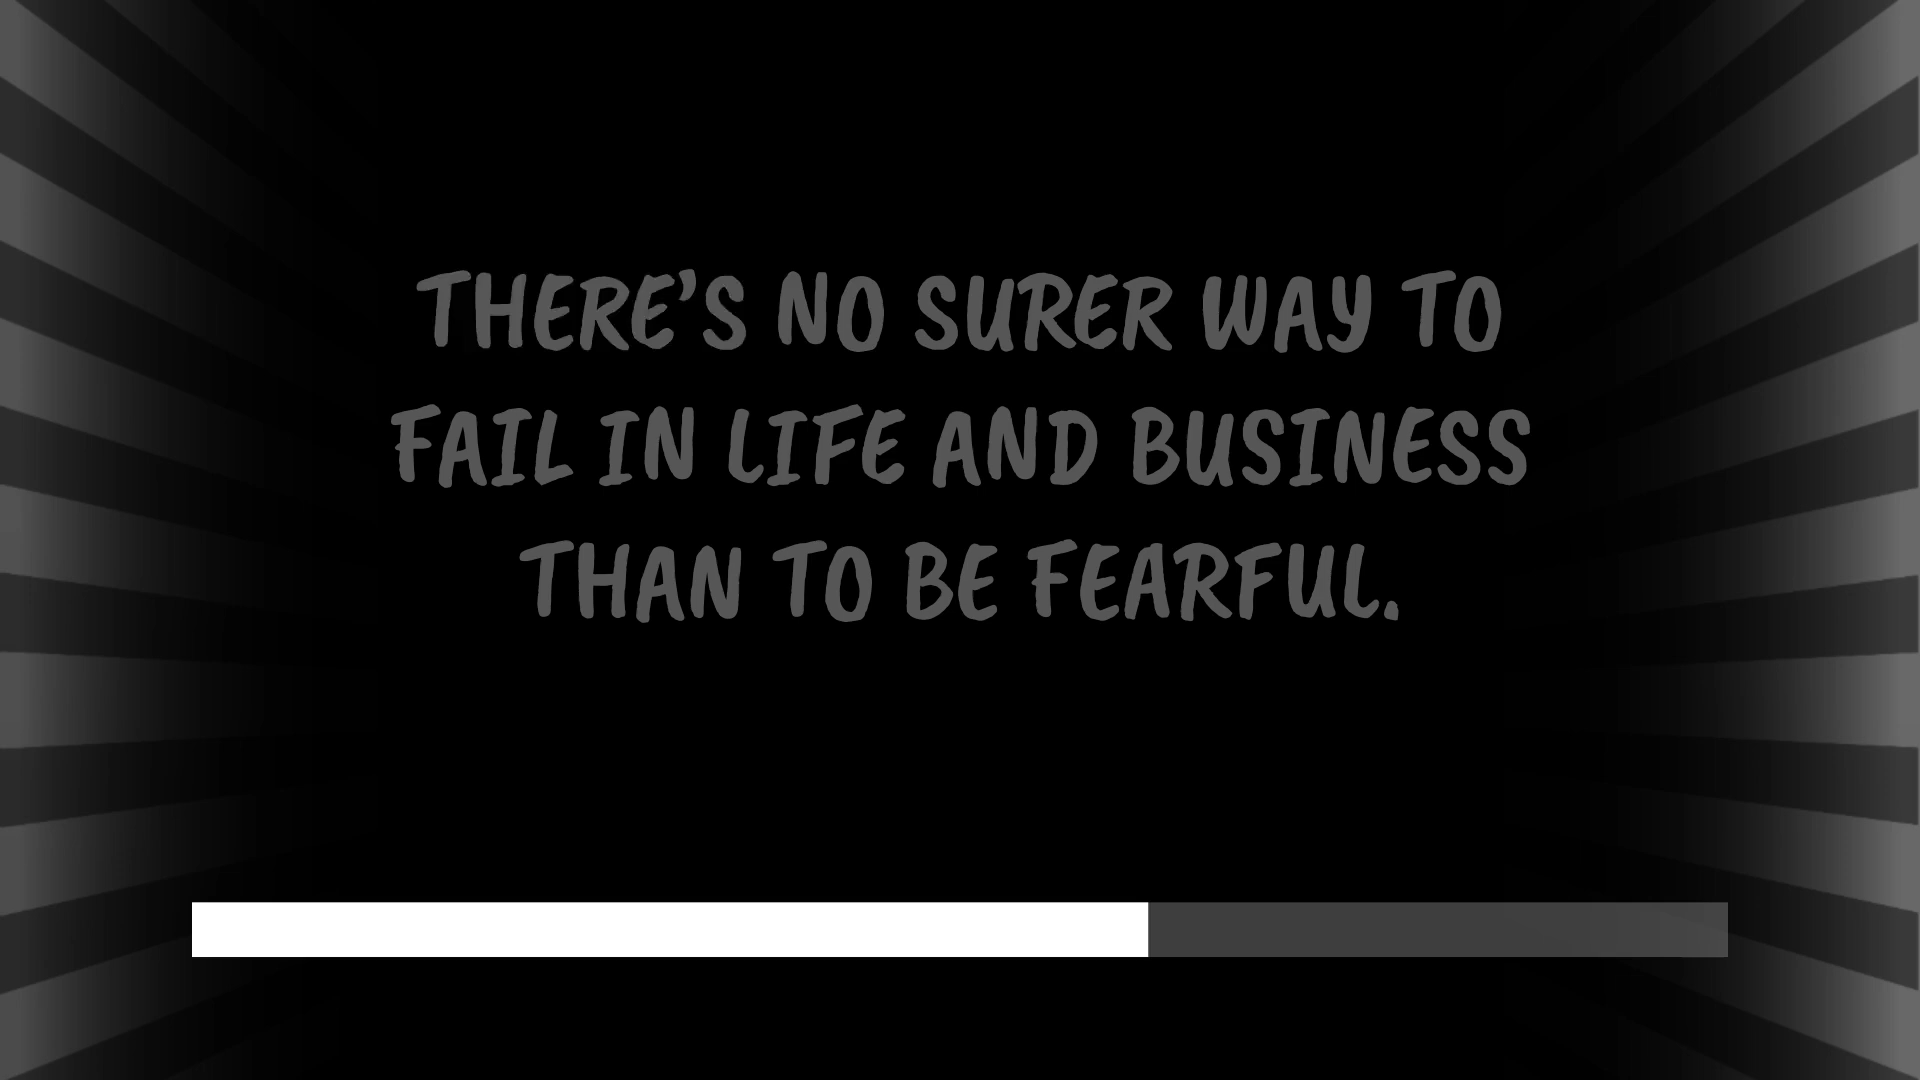 THERE’S NO SURER WAY TO
FAIL IN LIFE AND BUSINESS
THAN TO BE FEARFUL.